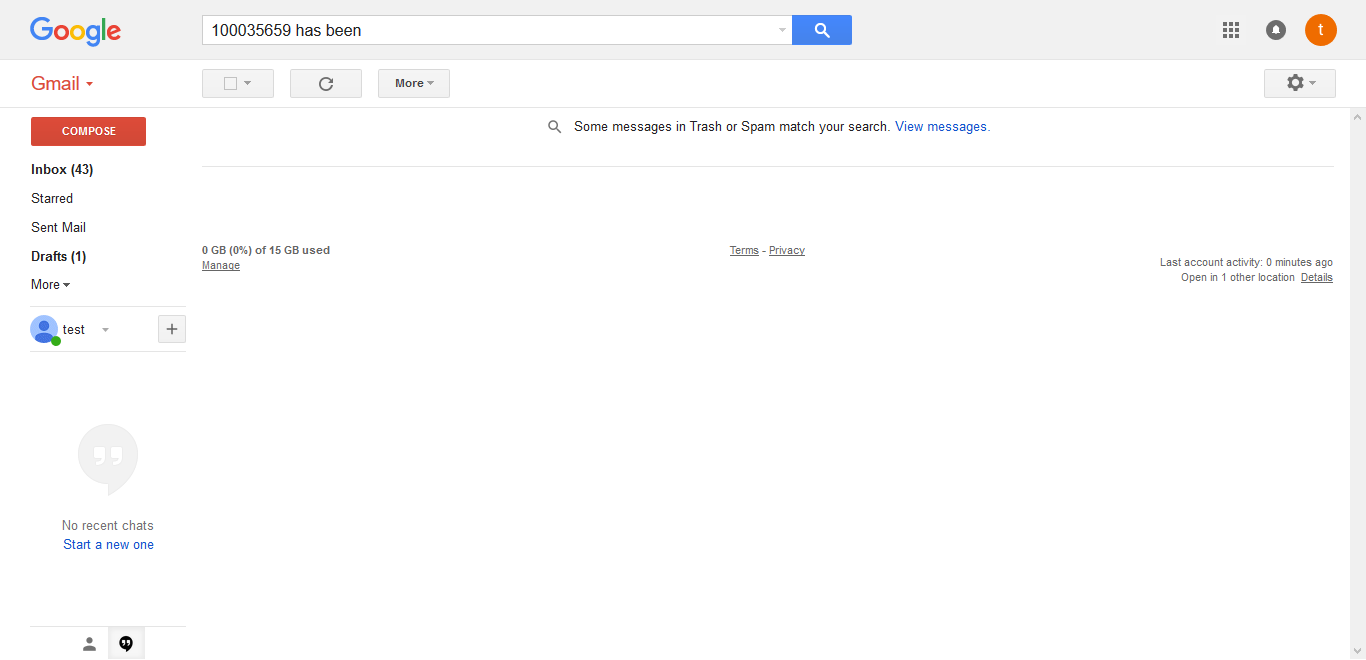 Google
100035659 has been
t
Gmail
More
COMPOSE
Some messages in Trash or Spam match your search. View messages.
Inbox (43)
Starred
Sent Mail
Drafts (1)
More
0 GB (0%) of 15 GB used
Manage
Terms - Privacy
Last account activity: 0 minutes ago
Open in 1 other location Details
test
No recent chats
Start a new one